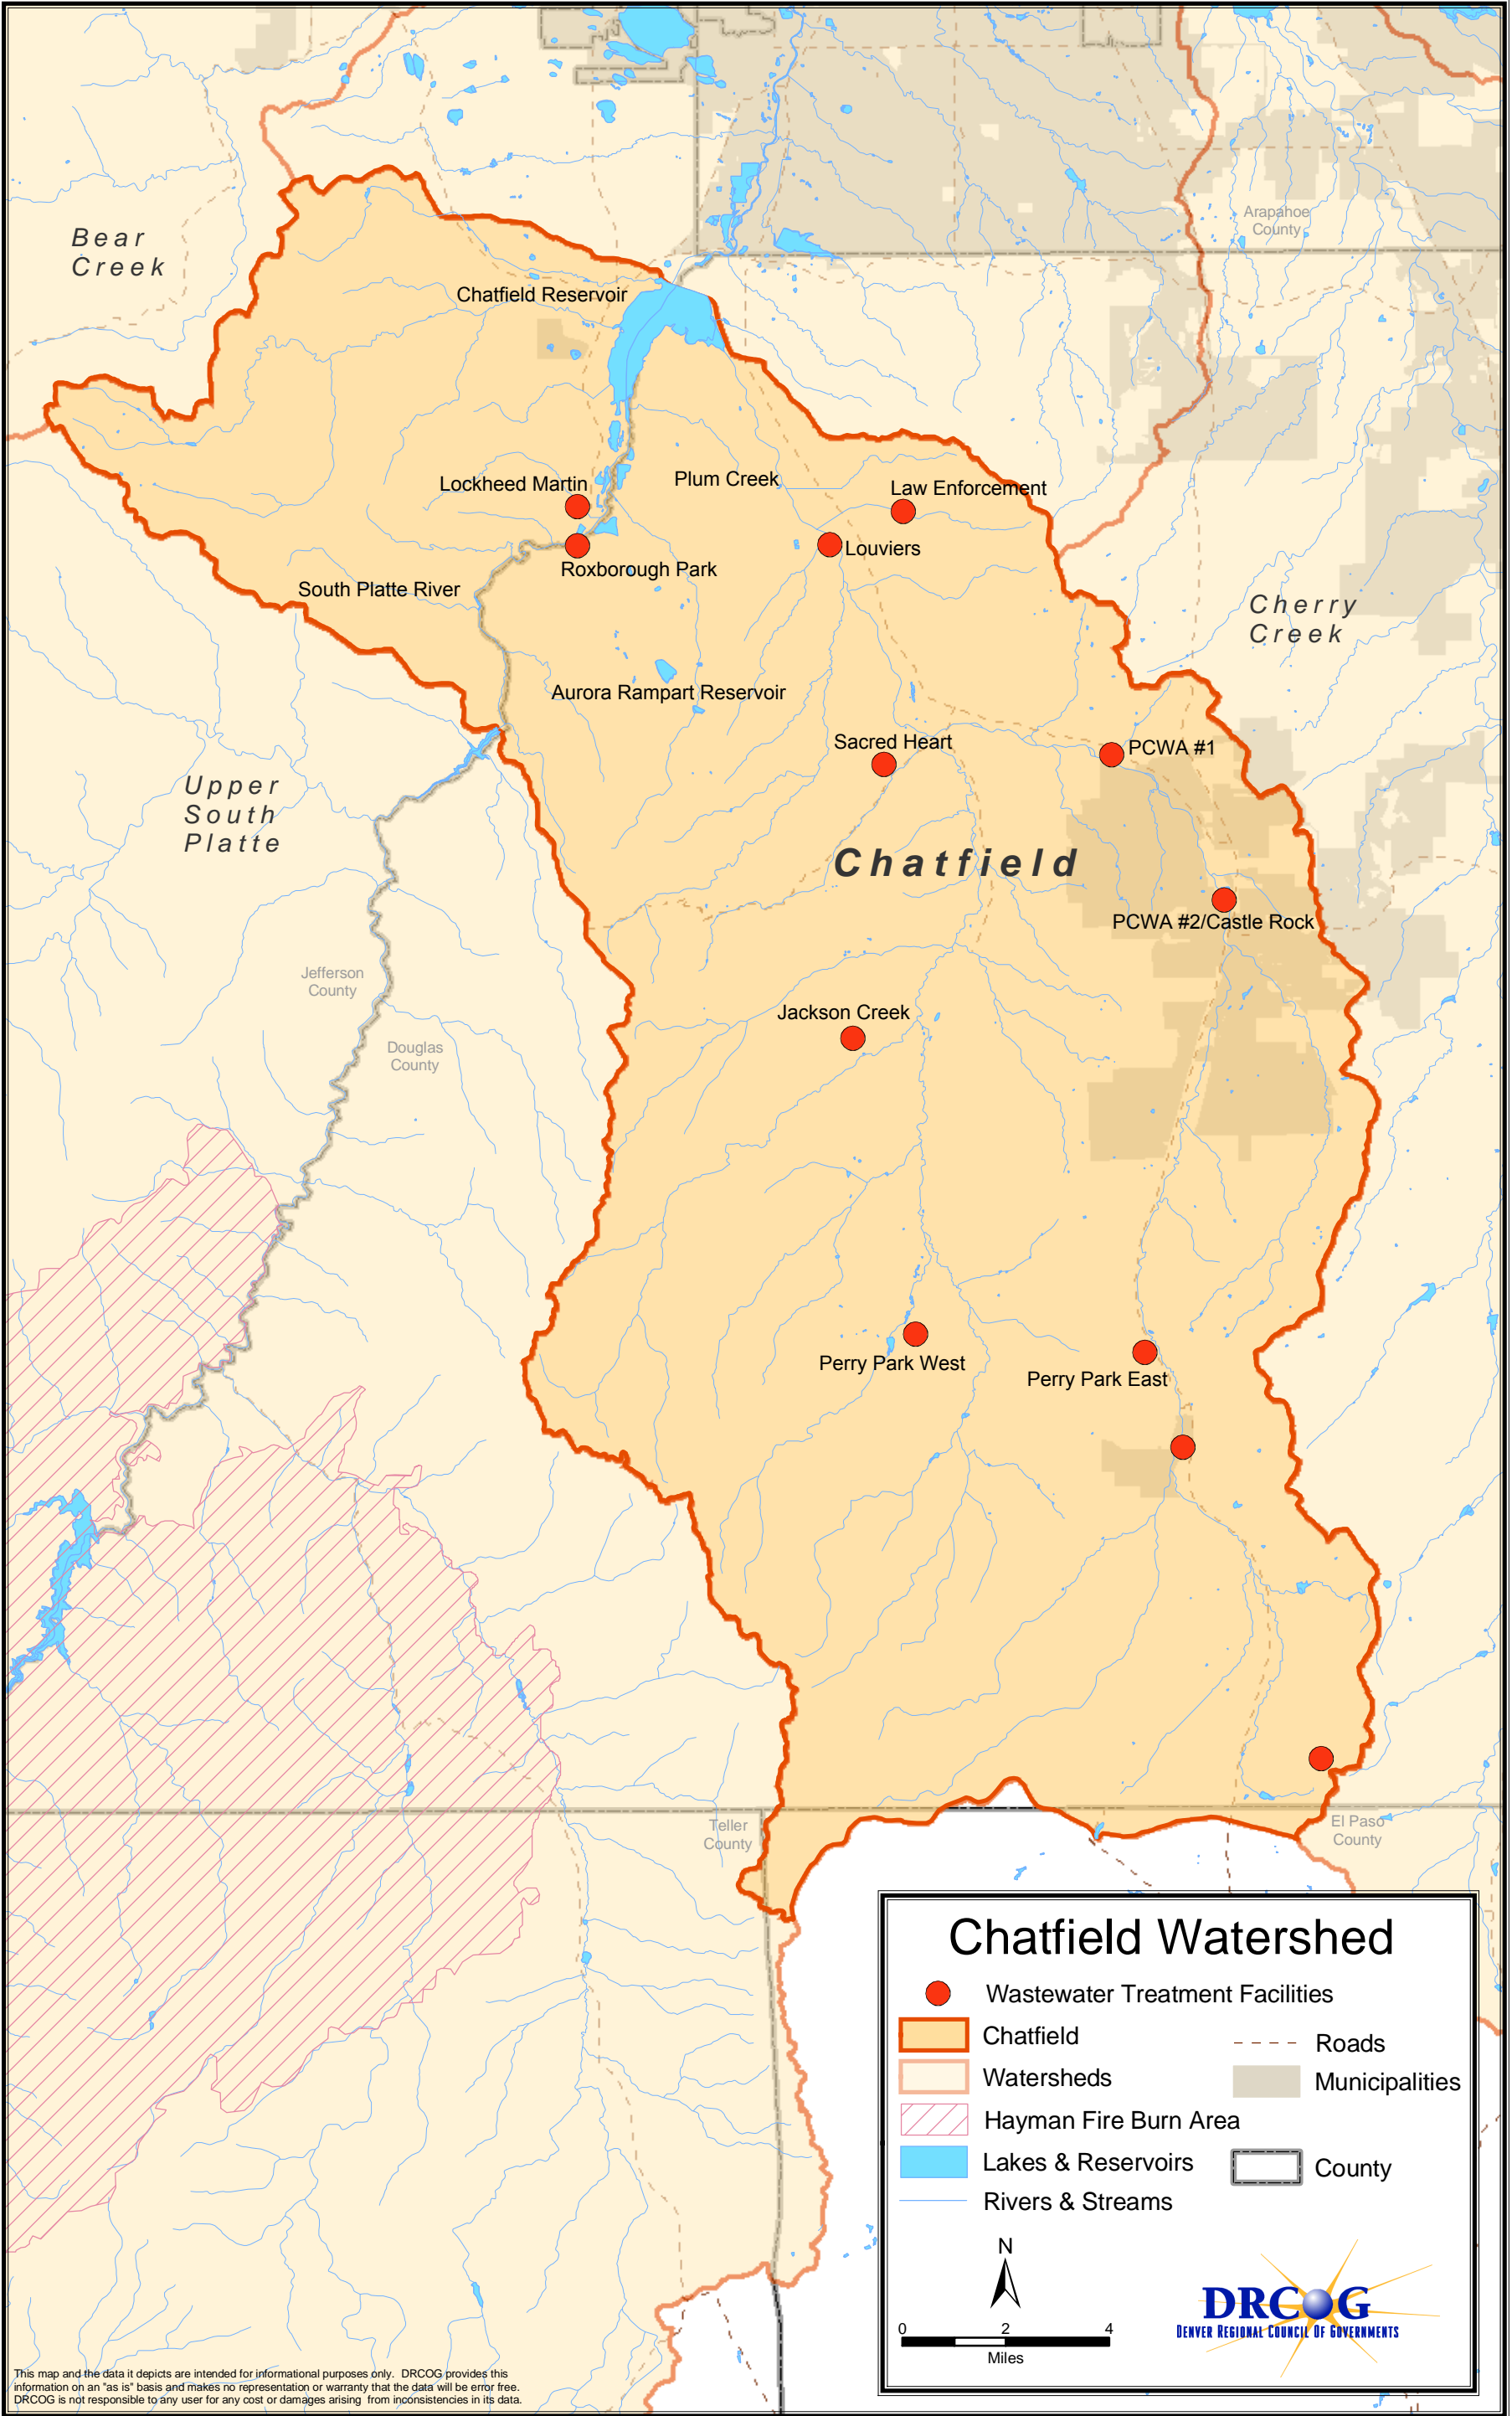 Arapahoe
County
Bear
Creek
Chatfield Reservoir
Lockheed Martin
Plum Creek
Law Enforcement
Louviers
Roxborough Park
South Platte River
Cherry
Creek
Aurora Rampart Reservoir
Sacred Heart
PCWA #1
Upper
South
Platte
Chatfield
PCWA #2/Castle Rock
Jefferson
County
Jackson Creek
Douglas
County
Perry Park West
Perry Park East
Teller
County
El Paso
County
Chatfield Watershed
Wastewater Treatment Facilities
Chatfield
Roads
Watersheds
Municipalities
Hayman Fire Burn Area
Lakes & Reservoirs
County
Rivers & Streams
N
0 2 4
Miles
DRCOG
DENVER REGIONAL COUNCIL OF GOVERNMENTS
This map and the data it depicts are intended for informational purposes only. DRCOG provides this
information on an "as is" basis and makes no representation or warranty that the data will be error free.
DRCOG is not responsible to any user for any cost or damages arising from inconsistencies in its data.